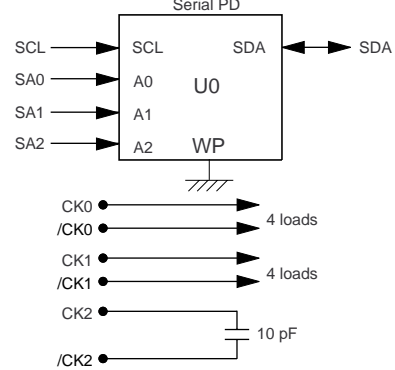 Serial PD
SCL SCL SDA SDA
SA0 A0
U0
SA1 A1
SA2 A2 WP
CK0
/CK0 4 loads
CK1
/CK1 4 loads
CK2
10 pF
/CK2